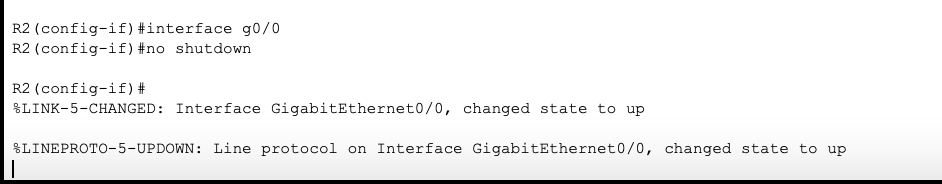 R2(config-if)#interface g0/0
R2(config-if)#no shutdown
R2(config-if)#
%LINK-5-CHANGED: Interface GigabitEthernet0/0, changed state to up
%LINEPROTO-5-UPDOWN: Line protocol on Interface GigabitEthernet0/0, changed state to up